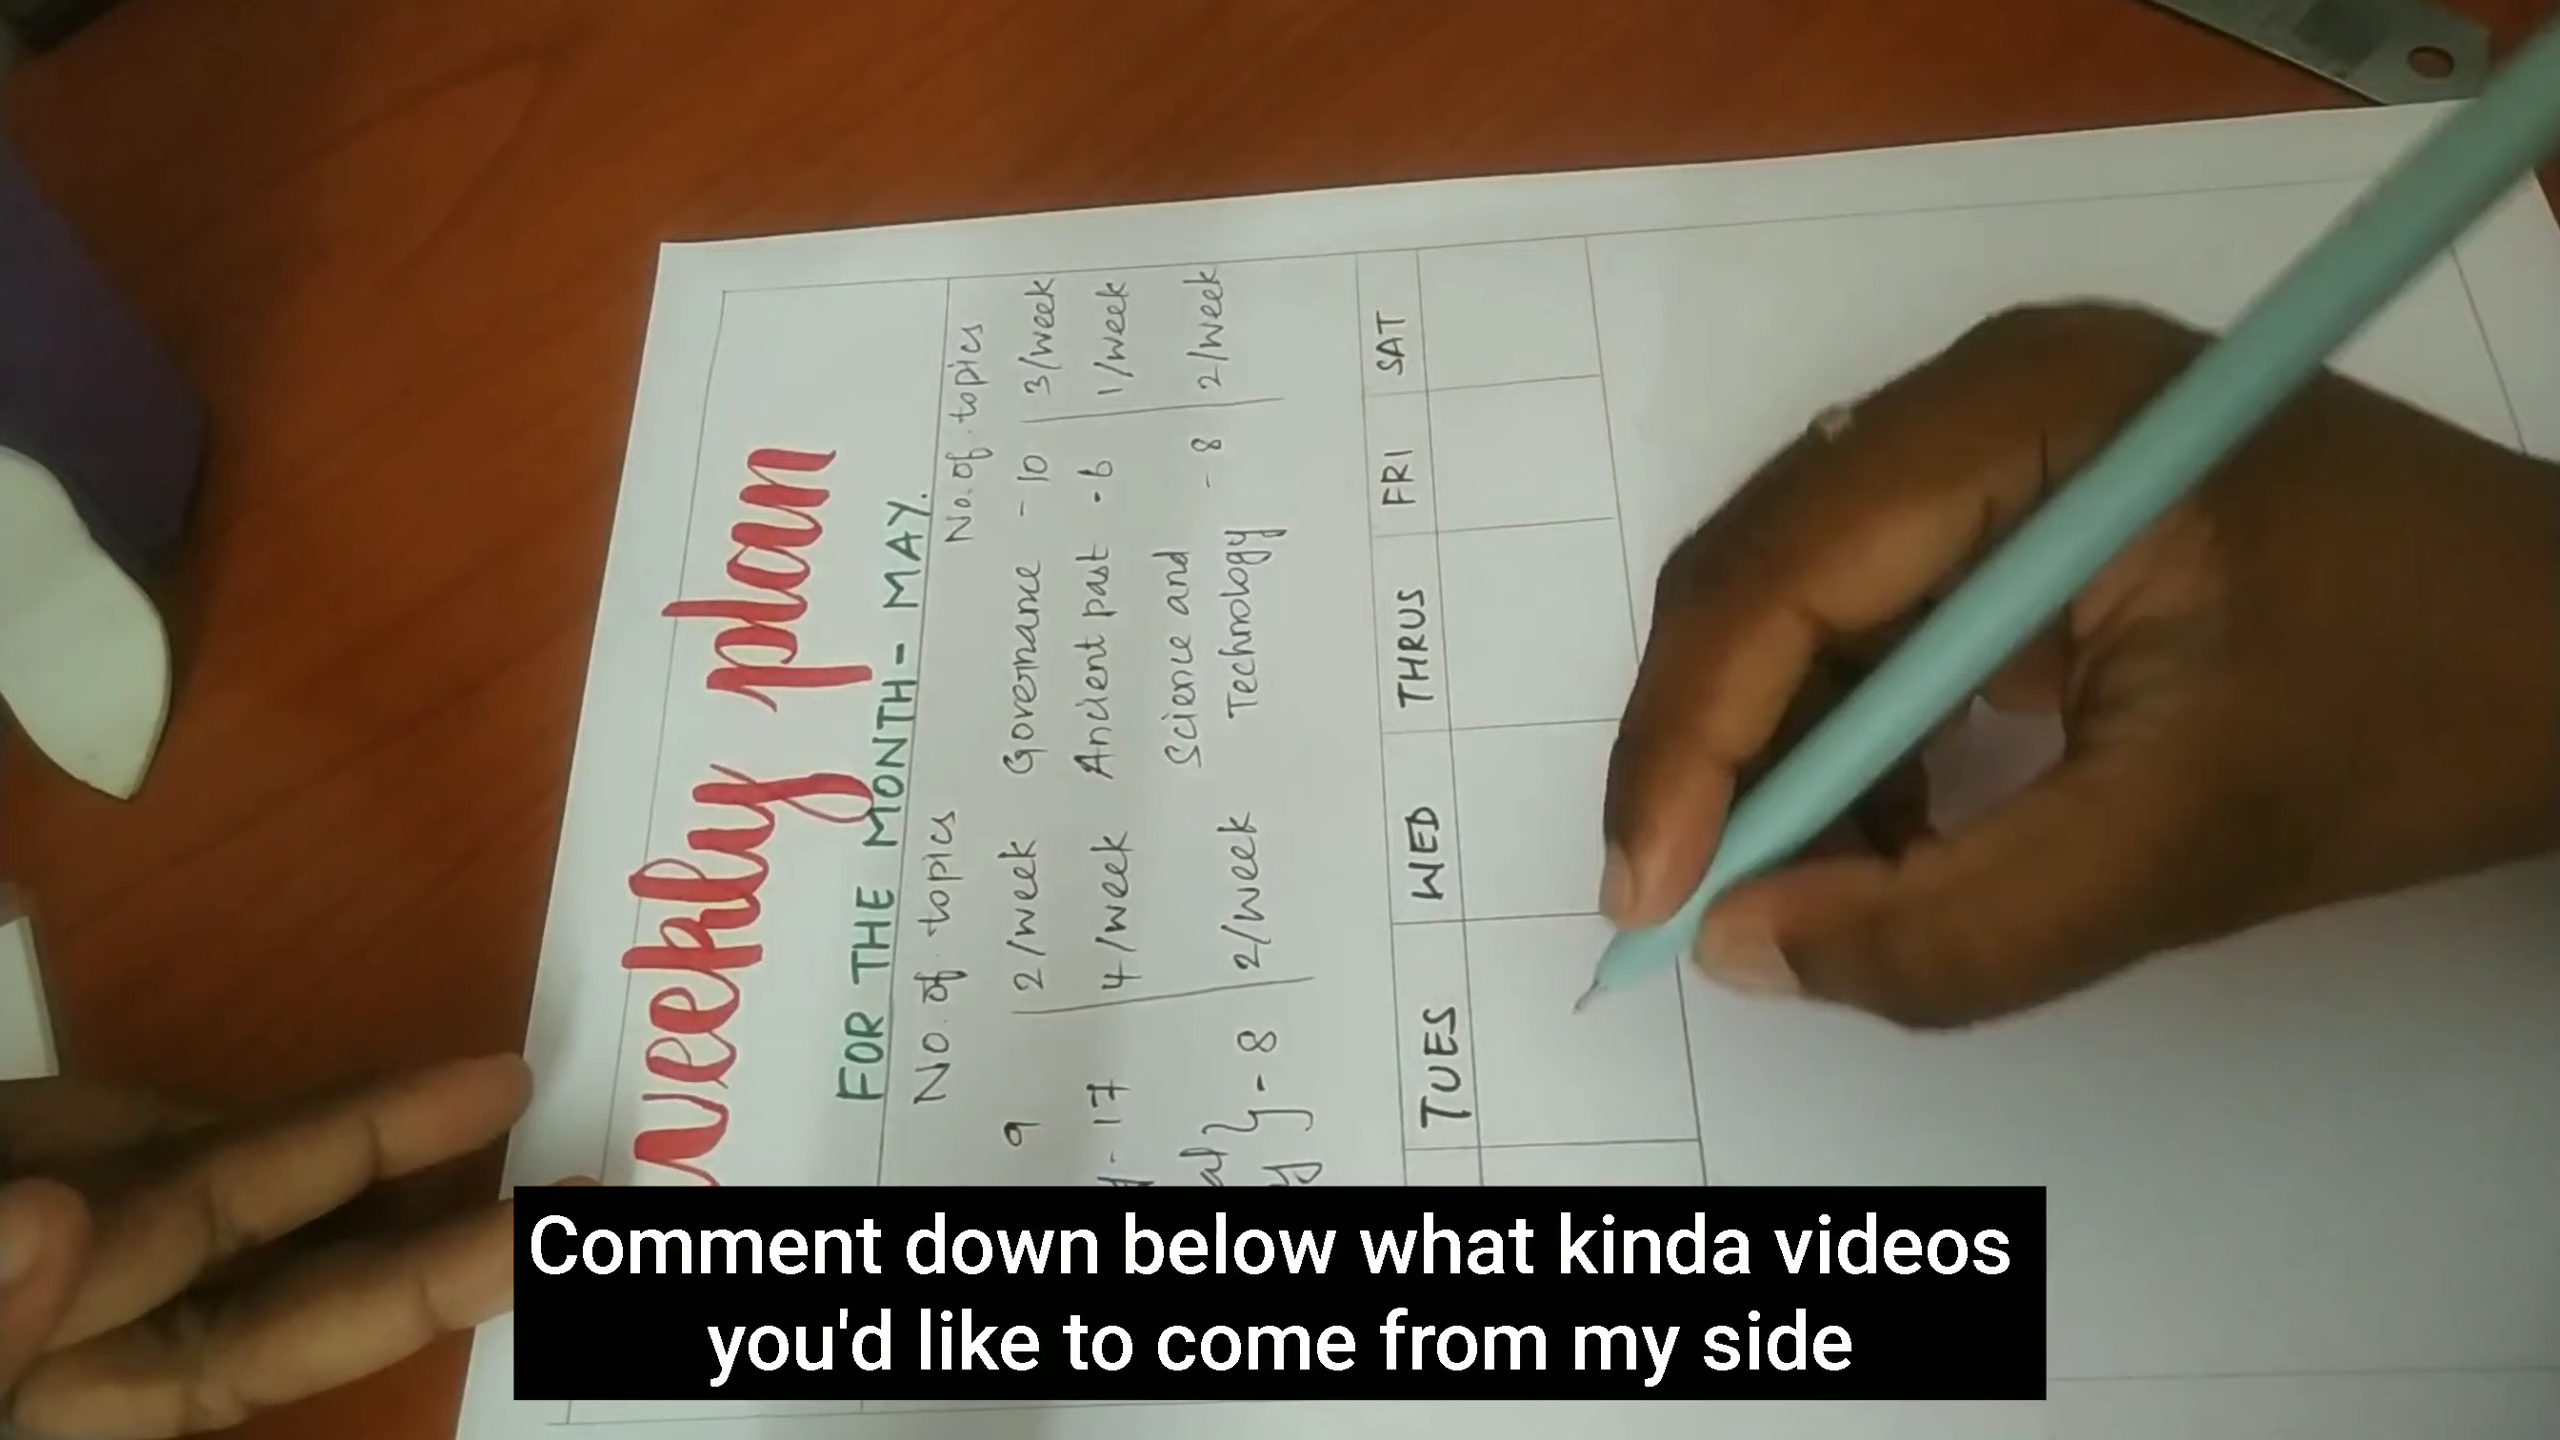 weekly plan
FOR THE MONTH - MAY.
No. of topics No. of topics
9 | 2/week Governance - 10 | 3/week
- 17 | 4/week Ancient past - 6 | 1/week
Science and
} - 8 | 2/week Technology - 8 | 2/week
TUES WED THRUS FRI SAT
Comment down below what kinda videos
you'd like to come from my side